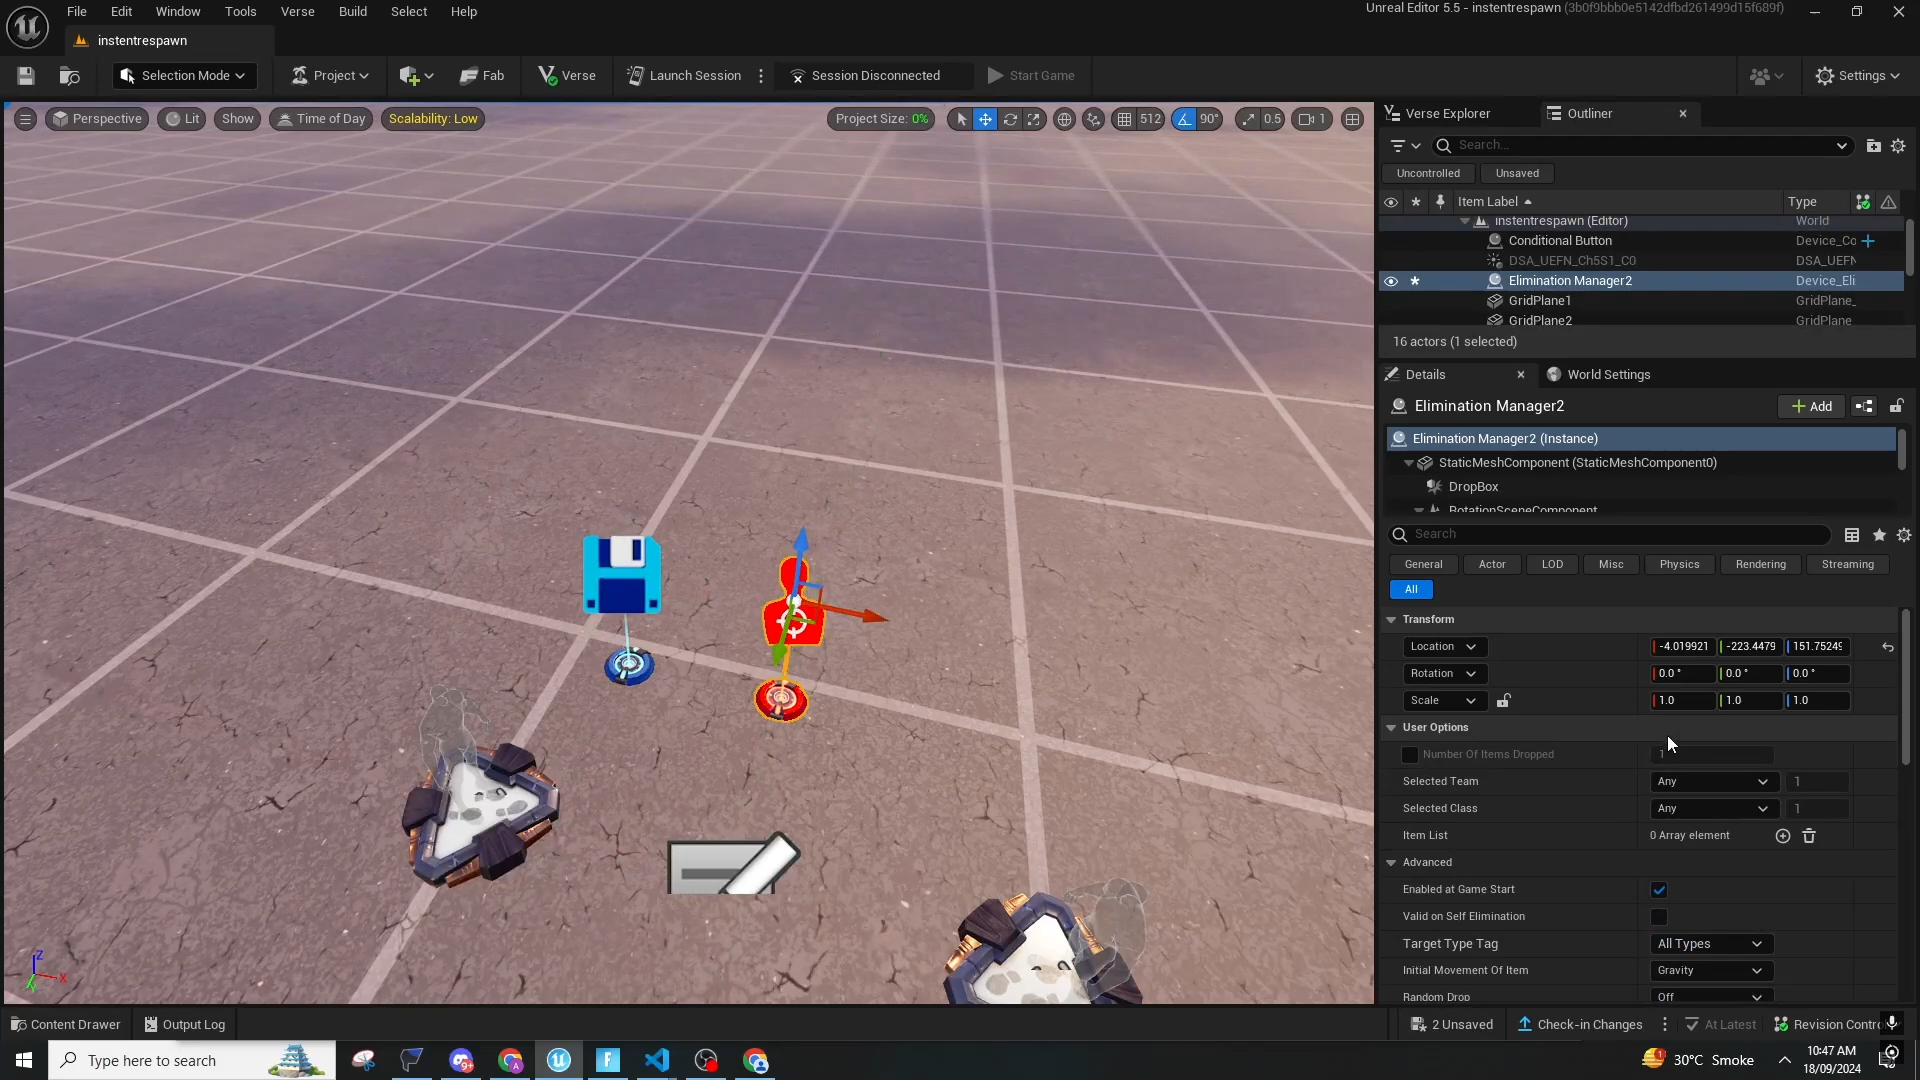 File Edit Window Tools Verse Build Select Help
Unreal Editor 5.5 - instentrespawn (3b0f9bbb0e5142dfbd261499d15f689f)
instentrespawn
Selection Mode Project Fab Verse Launch Session Session Disconnected Start Game Settings
Perspective Lit Show Time of Day Scalability: Low Project Size: 0% 512 90° 0.5 1
Verse Explorer Outliner
Search...
Uncontrolled Unsaved
Item Label Type
instentrespawn (Editor) World
Conditional Button Device_Co
DSA_UEFN_Ch5S1_C0 DSA_UEFN
Elimination Manager2 Device_Eli
GridPlane1 GridPlane_
GridPlane2 GridPlane
16 actors (1 selected)
Details World Settings
Elimination Manager2 Add
Elimination Manager2 (Instance)
StaticMeshComponent (StaticMeshComponent0)
DropBox
RotationSceneComponent
Search
General Actor LOD Misc Physics Rendering Streaming
All
Transform
Location -4.019921 -223.4479 151.75249
Rotation 0.0 ° 0.0 ° 0.0 °
Scale 1.0 1.0 1.0
User Options
Number Of Items Dropped 1
Selected Team Any 1
Selected Class Any 1
Item List 0 Array element
Advanced
Enabled at Game Start
Valid on Self Elimination
Target Type Tag All Types
Initial Movement Of Item Gravity
Random Drop Off
Z X
Content Drawer Output Log 2 Unsaved Check-in Changes At Latest Revision Contro
Type here to search 9+ 1 30°C Smoke 10:47 AM
18/09/2024